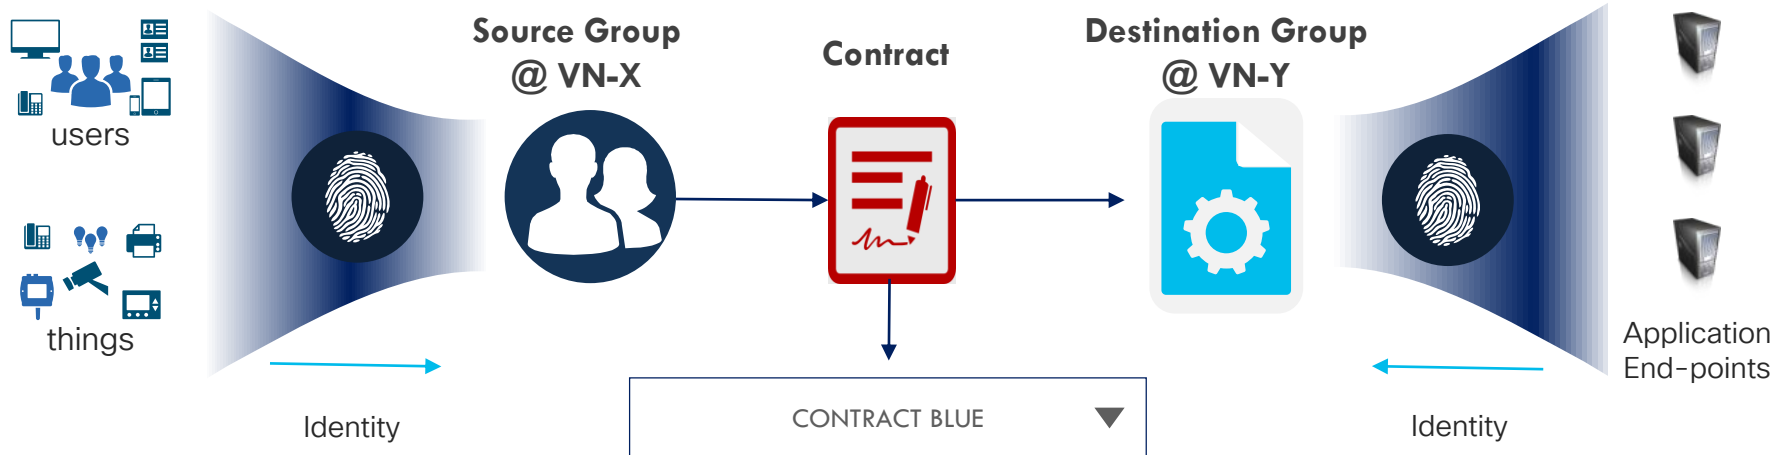 Source Group
@ VN-X
Contract
Destination Group
@ VN-Y
users
things
Application
End-points
Identity
CONTRACT BLUE
Identity